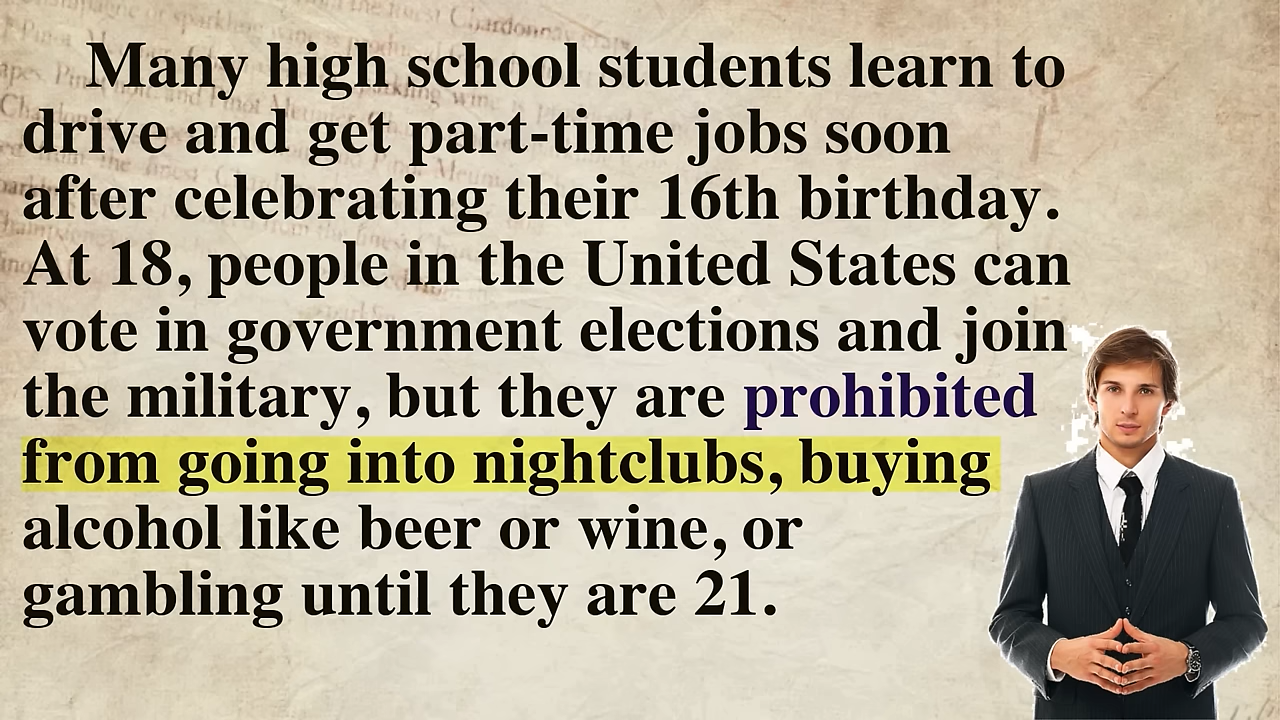 Many high school students learn to
drive and get part-time jobs soon
after celebrating their 16th birthday.
At 18, people in the United States can
vote in government elections and join
the military, but they are prohibited
from going into nightclubs, buying
alcohol like beer or wine, or
gambling until they are 21.